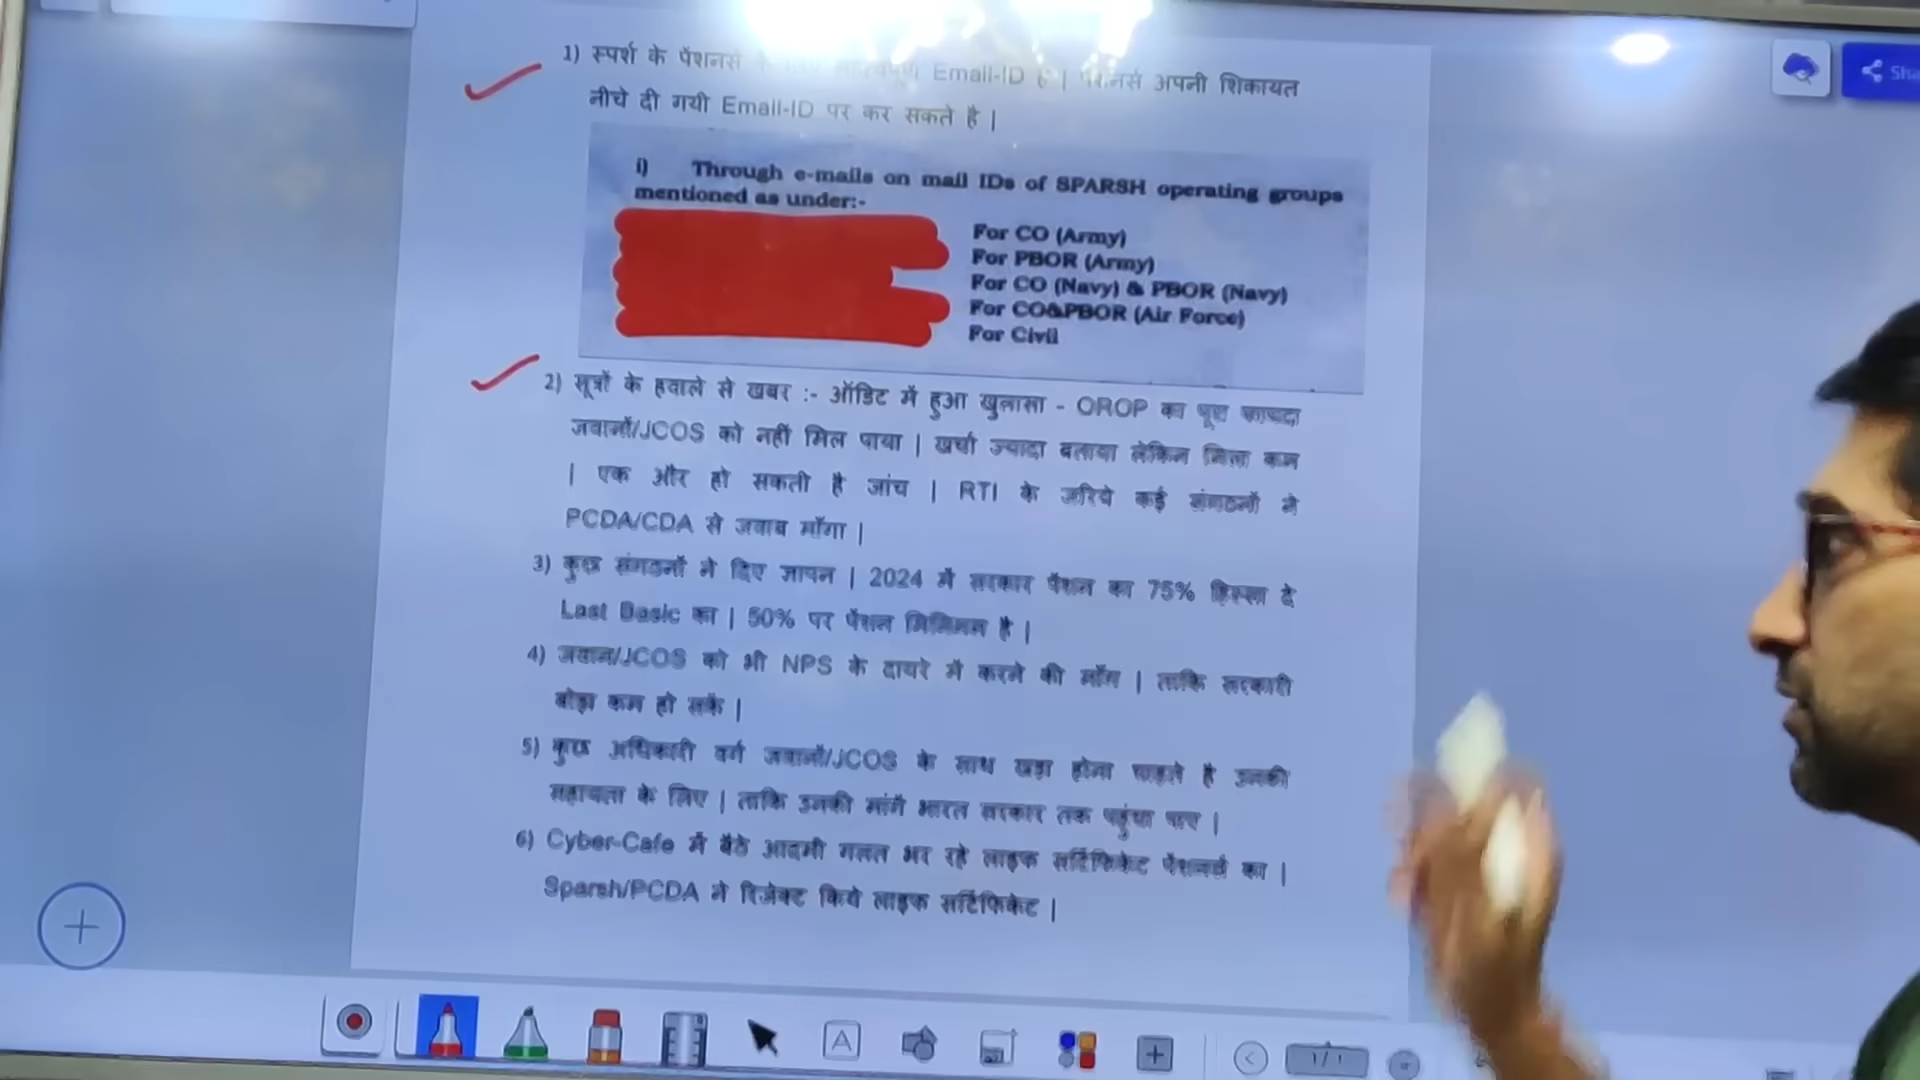 Sha
1) स्पर्श के पेंशनर्स Email-ID है | पेंशनर्स अपनी शिकायत
नीचे दी गयी Email-ID पर कर सकते है |
i) Through e-mails on mail IDs of SPARSH operating groups
mentioned as under:-
For CO (Army)
For PBOR (Army)
For CO (Navy) & PBOR (Navy)
For CO&PBOR (Air Force)
For Civil
2) सूत्रों के हवाले से खबर :- ऑडिट में हुआ खुलासा - OROP का पूरा फायदा
जवानों/JCOS को नहीं मिल पाया | खर्चा ज्यादा बताया लेकिन मिला कम
| एक और हो सकती है जांच | RTI के जरिये कई संगठनों ने
PCDA/CDA से जवाब माँगा |
3) कुछ संगठनों ने दिए ज्ञापन | 2024 में सरकार पेंशन का 75% हिस्सा दे
Last Basic का | 50% पर पेंशन मिनिमम है |
4) जवान/JCOS को भी NPS के दायरे में करने की माँग | ताकि सरकारी
बोझ कम हो सकें |
5) कुछ अधिकारी वर्ग जवानों/JCOS के साथ खड़ा होना चाहते है उनकी
सहायता के लिए | ताकि उनकी मांगें भारत सरकार तक पहुंचा पाए |
6) Cyber-Cafe में बैठे आदमी गलत भर रहे लाइफ सर्टिफिकेट पेंशनर्स का |
Sparsh/PCDA ने रिजेक्ट किये लाइफ सर्टिफिकेट |
A
1/1